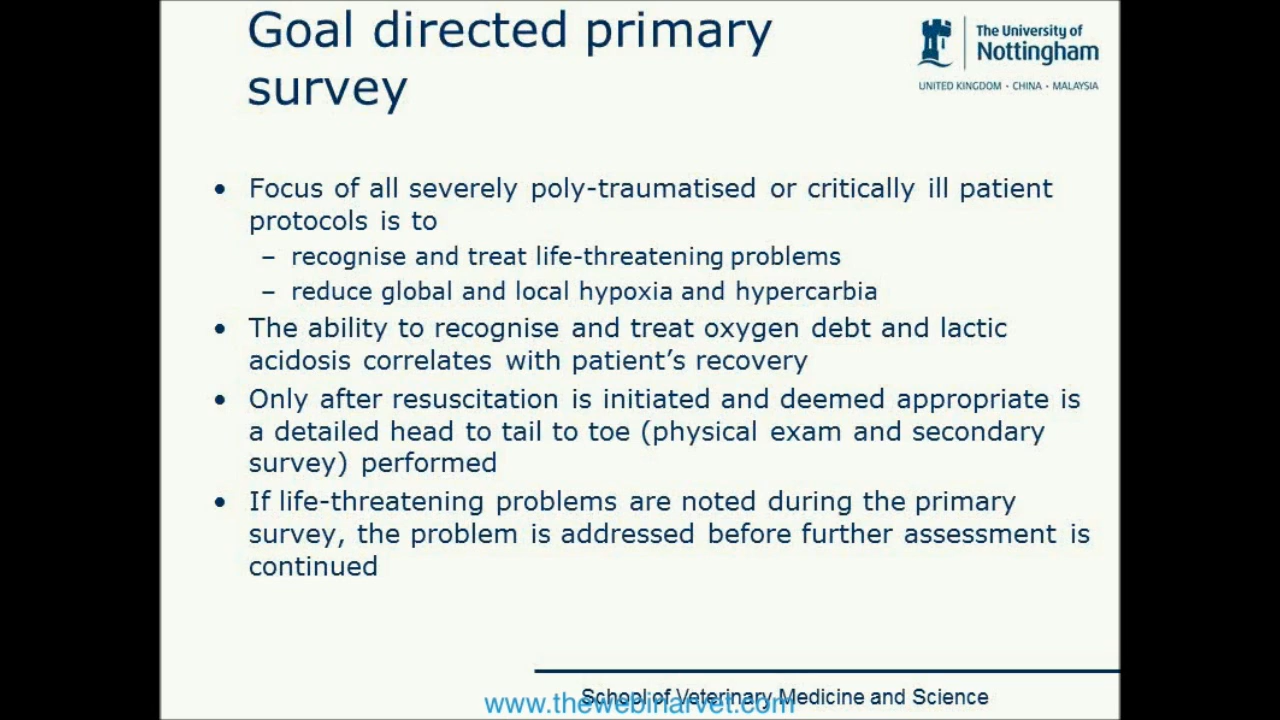 Goal directed primary
survey
The University of
Nottingham
UNITED KINGDOM · CHINA · MALAYSIA
• Focus of all severely poly-traumatised or critically ill patient
protocols is to
– recognise and treat life-threatening problems
– reduce global and local hypoxia and hypercarbia
• The ability to recognise and treat oxygen debt and lactic
acidosis correlates with patient’s recovery
• Only after resuscitation is initiated and deemed appropriate is
a detailed head to tail to toe (physical exam and secondary
survey) performed
• If life-threatening problems are noted during the primary
survey, the problem is addressed before further assessment is
continued
School of Veterinary Medicine and Science
www.thewebinarvet.com